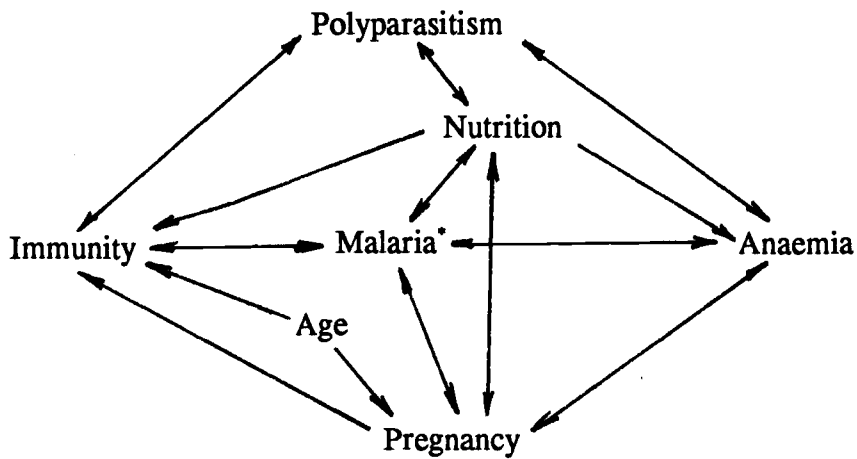 Polyparasitism
Nutrition
Immunity
Malaria*
Anaemia
Age
Pregnancy